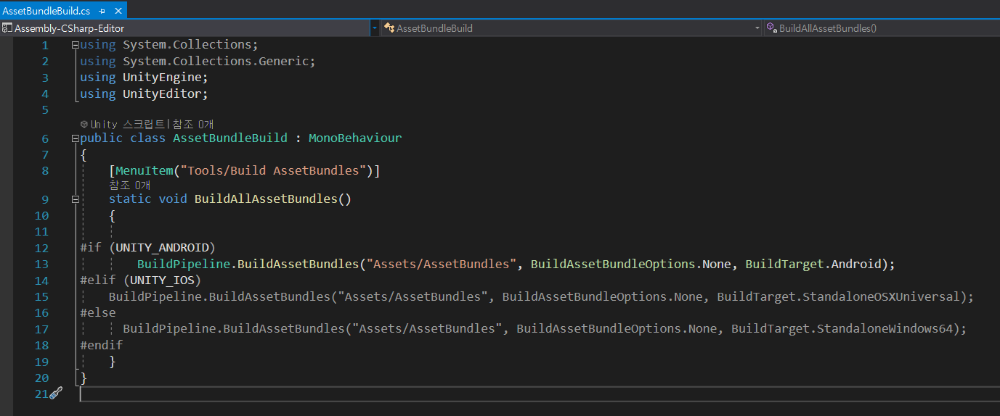 AssetBundleBuild.cs
Assembly-CSharp-Editor AssetBundleBuild BuildAllAssetBundles()
1 using System.Collections;
2 using System.Collections.Generic;
3 using UnityEngine;
4 using UnityEditor;
5
Unity 스크립트|참조 0개
6 public class AssetBundleBuild : MonoBehaviour
7 {
8 [MenuItem("Tools/Build AssetBundles")]
참조 0개
9 static void BuildAllAssetBundles()
10 {
11
12 #if (UNITY_ANDROID)
13 BuildPipeline.BuildAssetBundles("Assets/AssetBundles", BuildAssetBundleOptions.None, BuildTarget.Android);
14 #elif (UNITY_IOS)
15 BuildPipeline.BuildAssetBundles("Assets/AssetBundles", BuildAssetBundleOptions.None, BuildTarget.StandaloneOSXUniversal);
16 #else
17 BuildPipeline.BuildAssetBundles("Assets/AssetBundles", BuildAssetBundleOptions.None, BuildTarget.StandaloneWindows64);
18 #endif
19 }
20 }
21